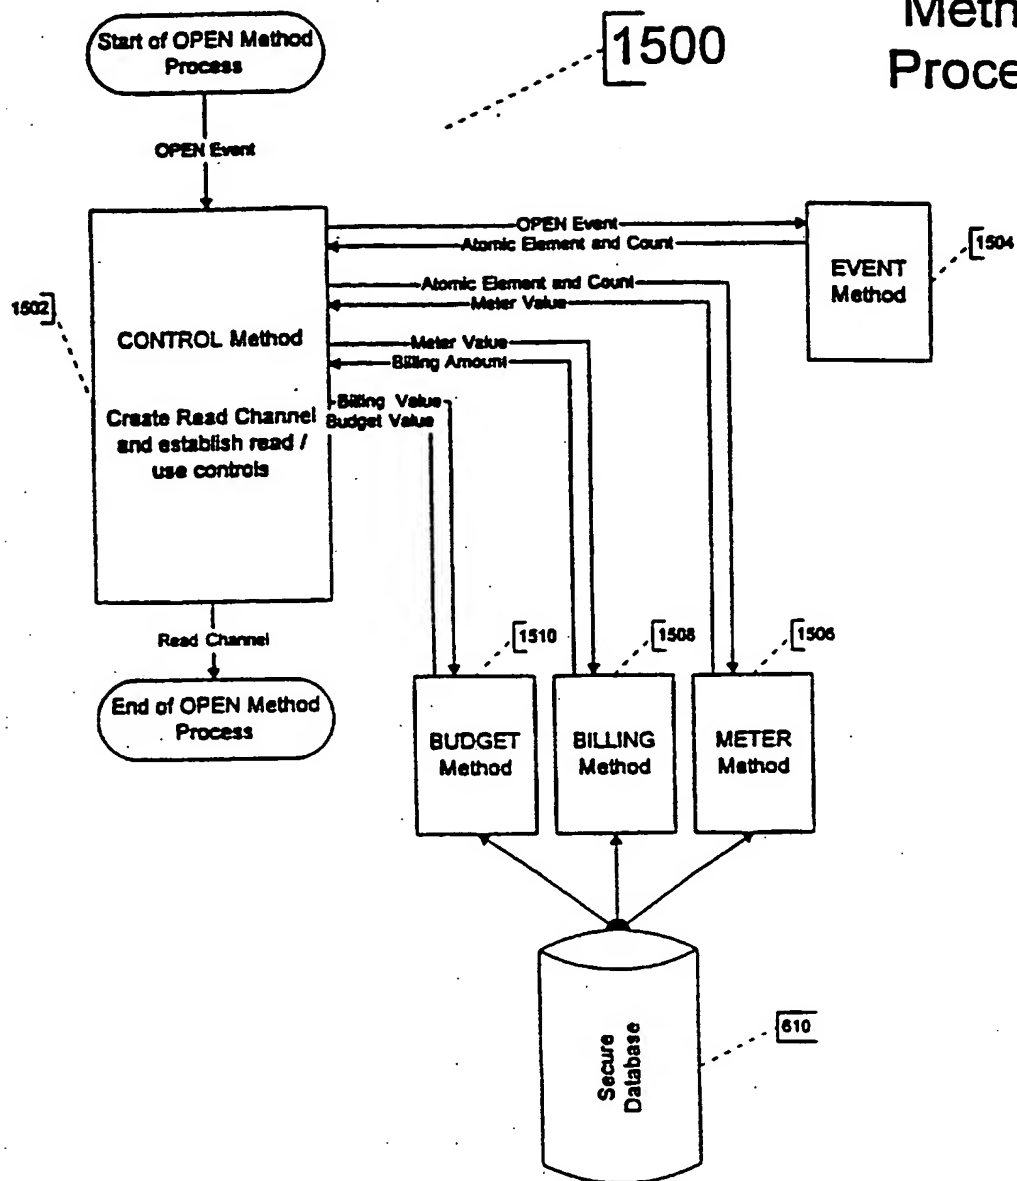 Meth
Proce
1500
Start of OPEN Method
Process
OPEN Event
OPEN Event
Atomic Element and Count
EVENT
Method
1504
Atomic Element and Count
Meter Value
1502
CONTROL Method
Create Read Channel
and establish read /
use controls
Meter Value
Billing Amount
Billing Value
Budget Value
Read Channel
End of OPEN Method
Process
1510
1508
1506
BUDGET
Method
BILLING
Method
METER
Method
Secure
Database
610